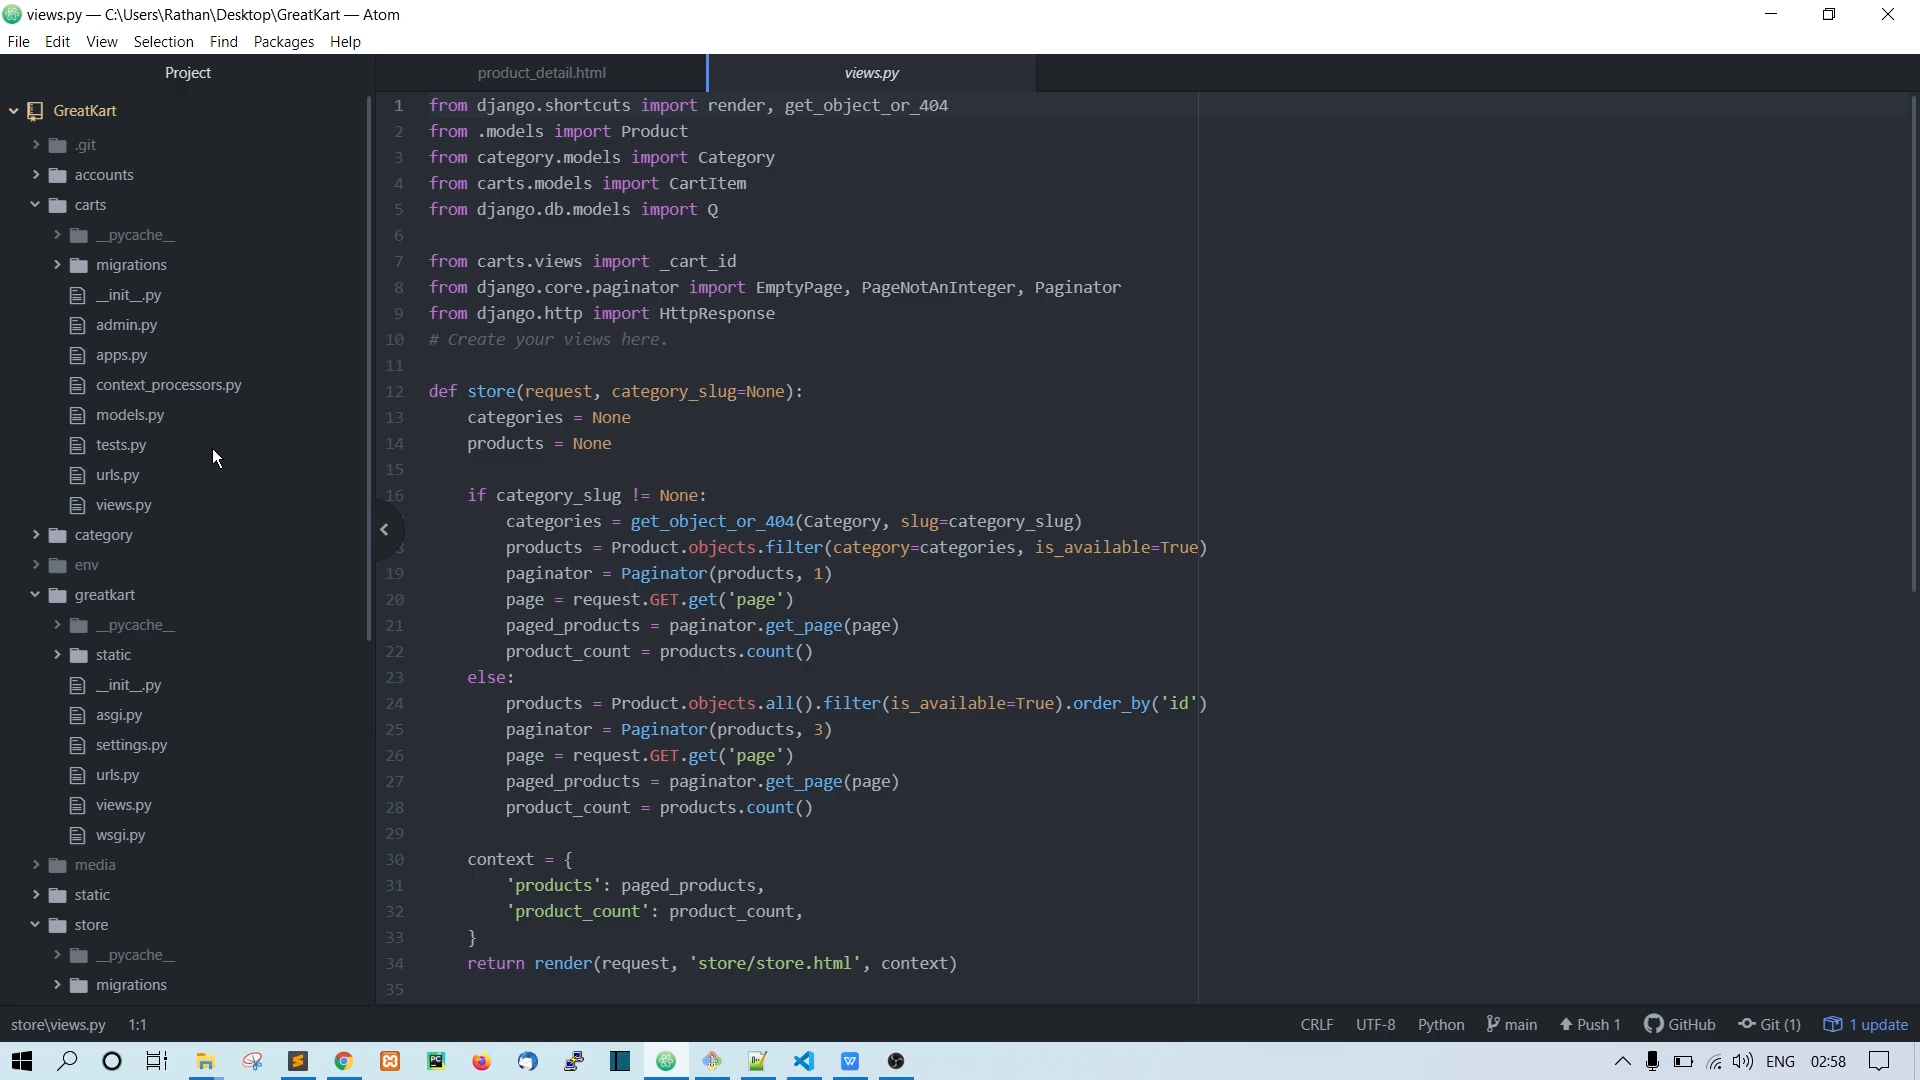 views.py — C:\Users\Rathan\Desktop\GreatKart — Atom
File Edit View Selection Find Packages Help
Project
GreatKart
.git
accounts
carts
__pycache__
migrations
__init__.py
admin.py
apps.py
context_processors.py
models.py
tests.py
urls.py
views.py
category
env
greatkart
__pycache__
static
__init__.py
asgi.py
settings.py
urls.py
views.py
wsgi.py
media
static
store
__pycache__
migrations
product_detail.html views.py
1 from django.shortcuts import render, get_object_or_404
2 from .models import Product
3 from category.models import Category
4 from carts.models import CartItem
5 from django.db.models import Q
6
7 from carts.views import _cart_id
8 from django.core.paginator import EmptyPage, PageNotAnInteger, Paginator
9 from django.http import HttpResponse
10 # Create your views here.
11
12 def store(request, category_slug=None):
13     categories = None
14     products = None
15
16     if category_slug != None:
        categories = get_object_or_404(Category, slug=category_slug)
        products = Product.objects.filter(category=categories, is_available=True)
19         paginator = Paginator(products, 1)
20         page = request.GET.get('page')
21         paged_products = paginator.get_page(page)
22         product_count = products.count()
23     else:
24         products = Product.objects.all().filter(is_available=True).order_by('id')
25         paginator = Paginator(products, 3)
26         page = request.GET.get('page')
27         paged_products = paginator.get_page(page)
28         product_count = products.count()
29
30     context = {
31         'products': paged_products,
32         'product_count': product_count,
33     }
34     return render(request, 'store/store.html', context)
35
store\views.py 1:1 CRLF UTF-8 Python main Push 1 GitHub Git (1) 1 update
ENG 02:58